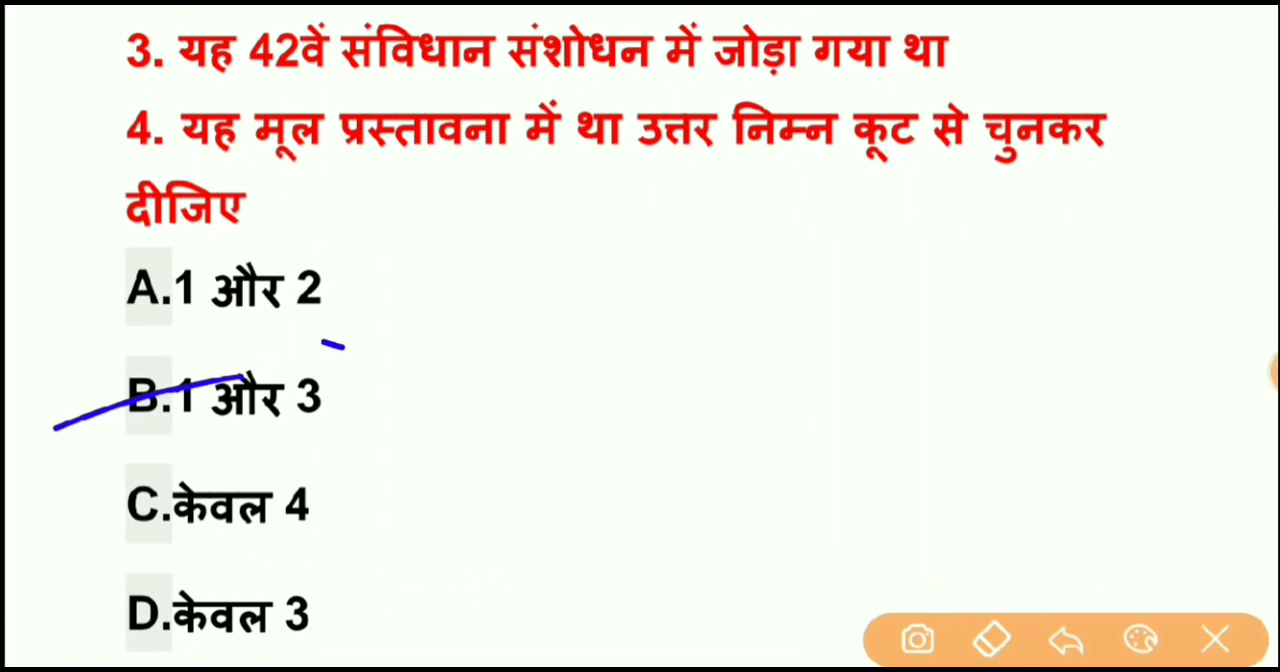 3. यह 42वें संविधान संशोधन में जोड़ा गया था
4. यह मूल प्रस्तावना में था उत्तर निम्न कूट से चुनकर
दीजिए
A.1 और 2
B.1 और 3
C.केवल 4
D.केवल 3